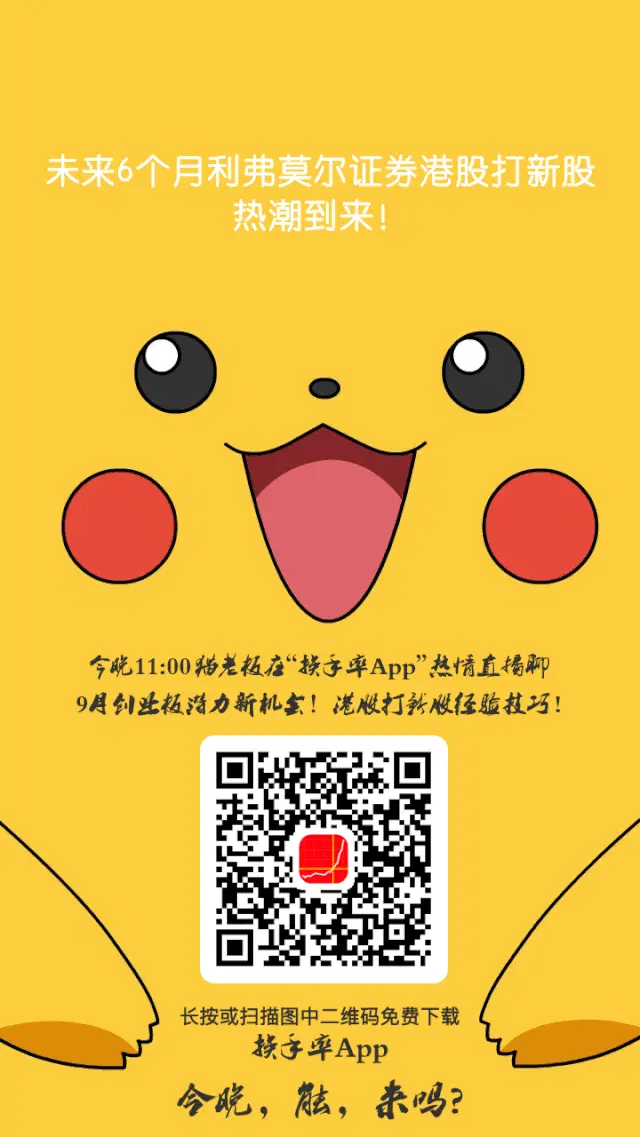 未来6个月利弗莫尔证券港股打新股
热潮到来!
今晚11:00猫老板在“换手率App”热情直播聊
9月创业板潜力新机会!港股打新股经验技巧!
长按或扫描图中二维码免费下载
换手率App
今晚,能,来吗?